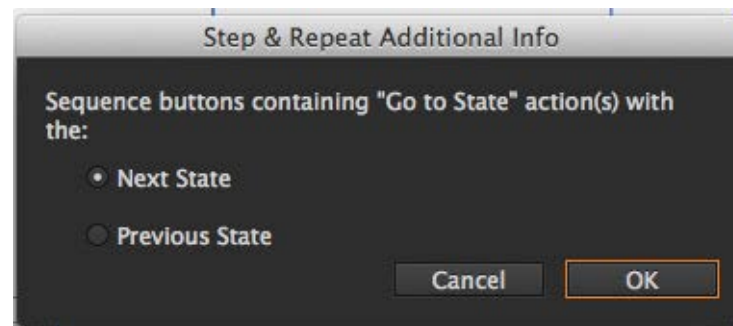 Step & Repeat Additional Info
Sequence buttons containing "Go to State" action(s) with
the:
Next State
Previous State
Cancel OK